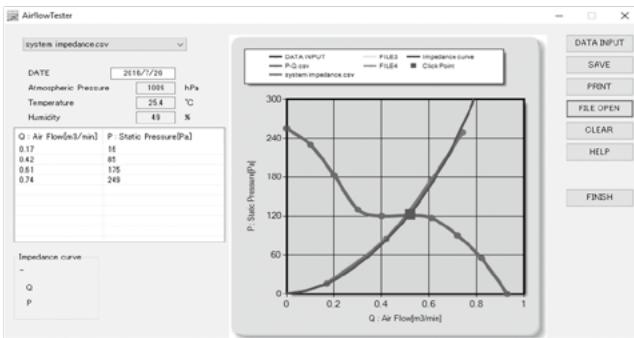 AirflowTester
system impedance.csv
DATE 2016/7/20
Atmospheric Pressure 1006 hPa
Temperature 25.4 ℃
Humidity 49 %
Q : Air Flow[m3/min] P : Static Pressure[Pa]
0.17 16
0.42 85
0.61 175
0.74 249
Impedance curve
-
Q
P
DATA INPUT FILE3 Impedance curve
P-Q.csv FILE4 Click Point
system impedance.csv
P : Static Pressure[Pa]
300
240
180
120
60
0
0 0.2 0.4 0.6 0.8 1
Q : Air Flow[m3/min]
DATA INPUT
SAVE
PRINT
FILE OPEN
CLEAR
HELP
FINISH